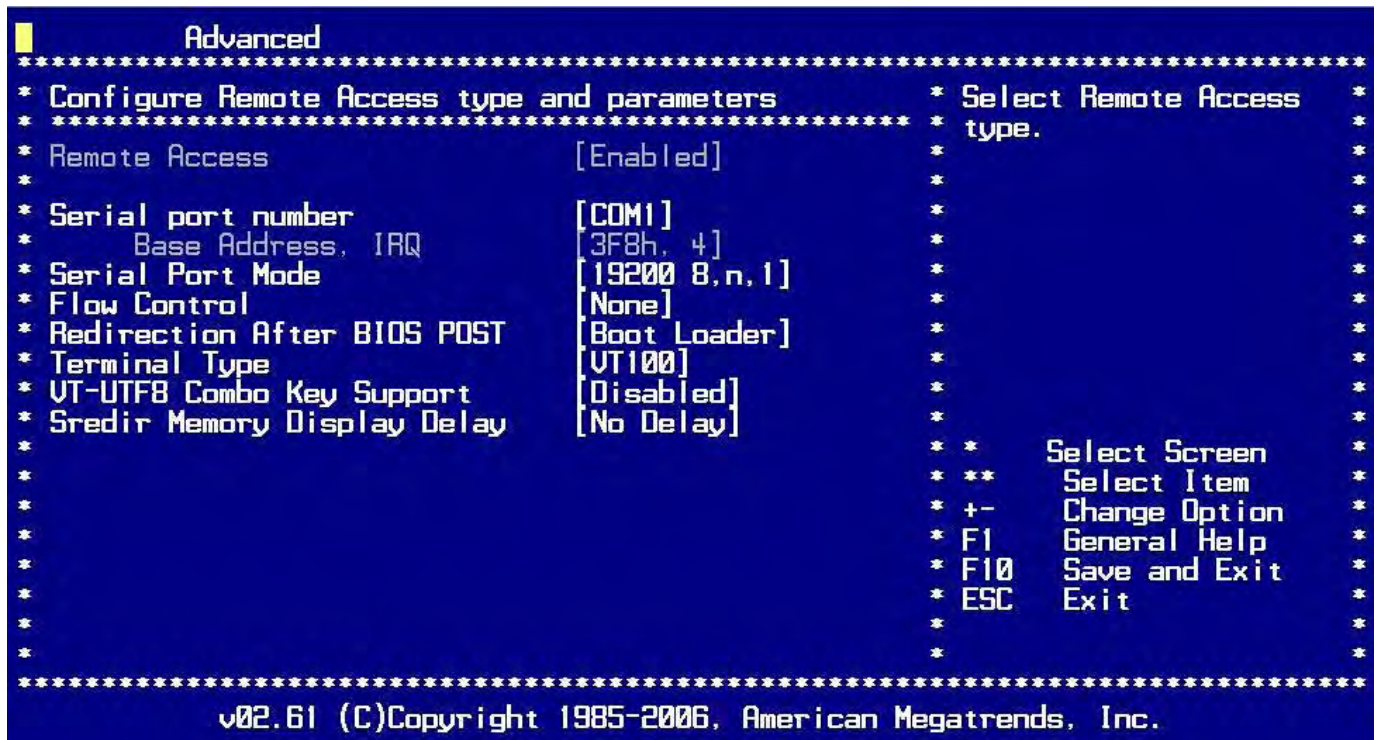 Advanced
Configure Remote Access type and parameters
Remote Access [Enabled]
Serial port number [COM1]
Base Address, IRQ [3F8h, 4]
Serial Port Mode [19200 8,n,1]
Flow Control [None]
Redirection After BIOS POST [Boot Loader]
Terminal Type [VT100]
VT-UTF8 Combo Key Support [Disabled]
Sredir Memory Display Delay [No Delay]
Select Remote Access
type.
* Select Screen
** Select Item
+- Change Option
F1 General Help
F10 Save and Exit
ESC Exit
v02.61 (C)Copyright 1985-2006, American Megatrends, Inc.